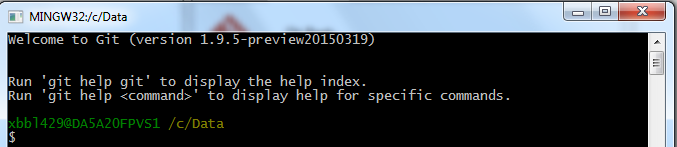 MINGW32:/c/Data
Welcome to Git (version 1.9.5-preview20150319)
Run 'git help git' to display the help index.
Run 'git help <command>' to display help for specific commands.
xbbl429@DA5A20FPVS1 /c/Data
$